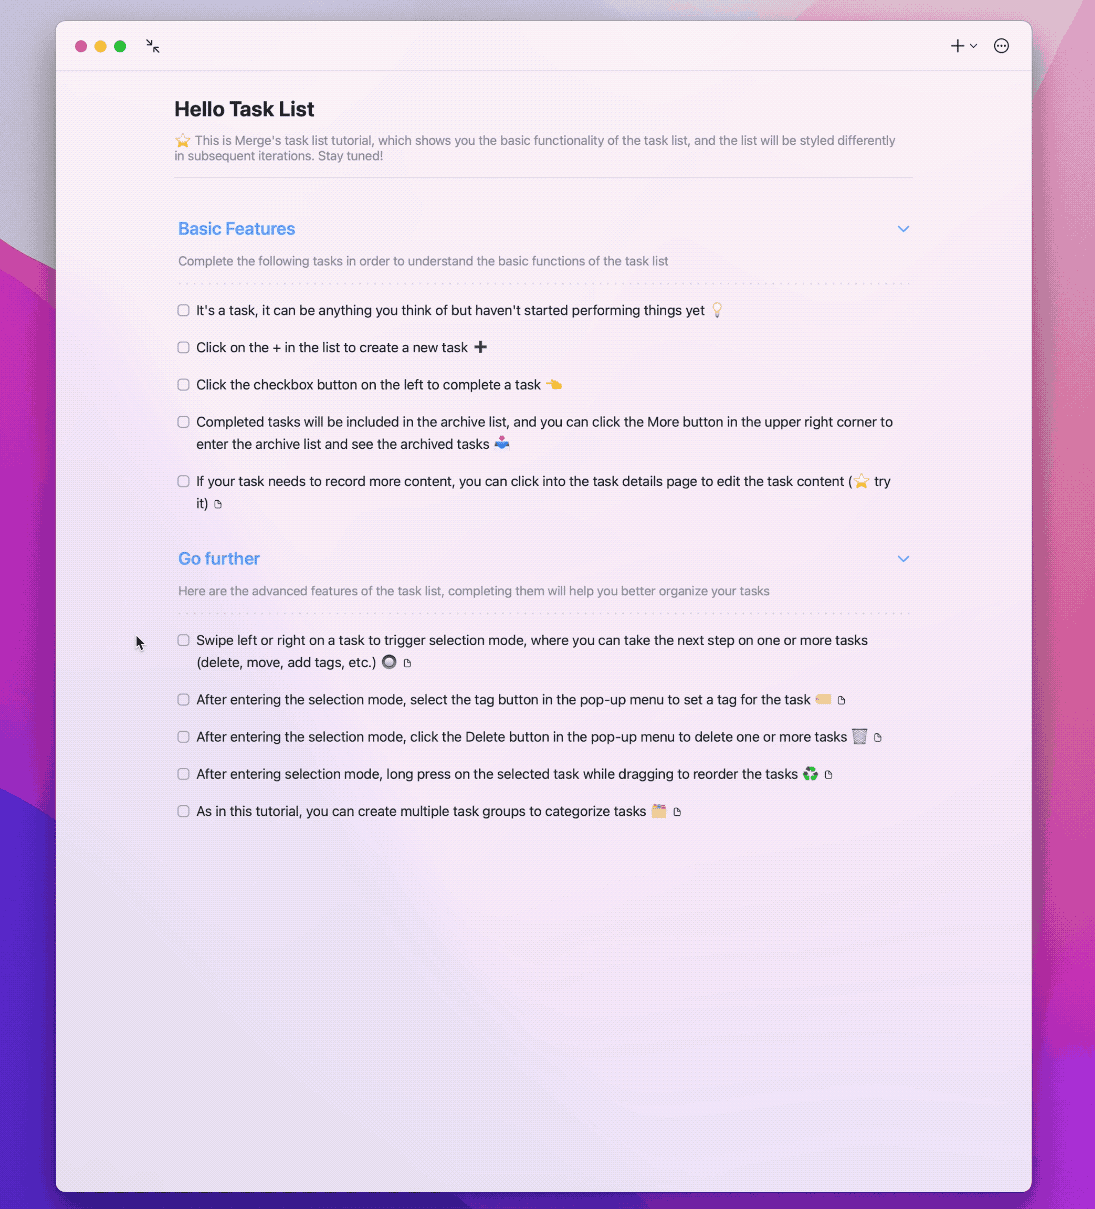 Hello Task List
⭐ This is Merge's task list tutorial, which shows you the basic functionality of the task list, and the list will be styled differently
in subsequent iterations. Stay tuned!
Basic Features
Complete the following tasks in order to understand the basic functions of the task list
It's a task, it can be anything you think of but haven't started performing things yet 💡
Click on the + in the list to create a new task ➕
Click the checkbox button on the left to complete a task 👈
Completed tasks will be included in the archive list, and you can click the More button in the upper right corner to
enter the archive list and see the archived tasks 📥
If your task needs to record more content, you can click into the task details page to edit the task content (⭐ try
it)
Go further
Here are the advanced features of the task list, completing them will help you better organize your tasks
Swipe left or right on a task to trigger selection mode, where you can take the next step on one or more tasks
(delete, move, add tags, etc.) 🔘
After entering the selection mode, select the tag button in the pop-up menu to set a tag for the task 🏷️
After entering the selection mode, click the Delete button in the pop-up menu to delete one or more tasks 🗑️
After entering selection mode, long press on the selected task while dragging to reorder the tasks ♻️
As in this tutorial, you can create multiple task groups to categorize tasks 🗂️